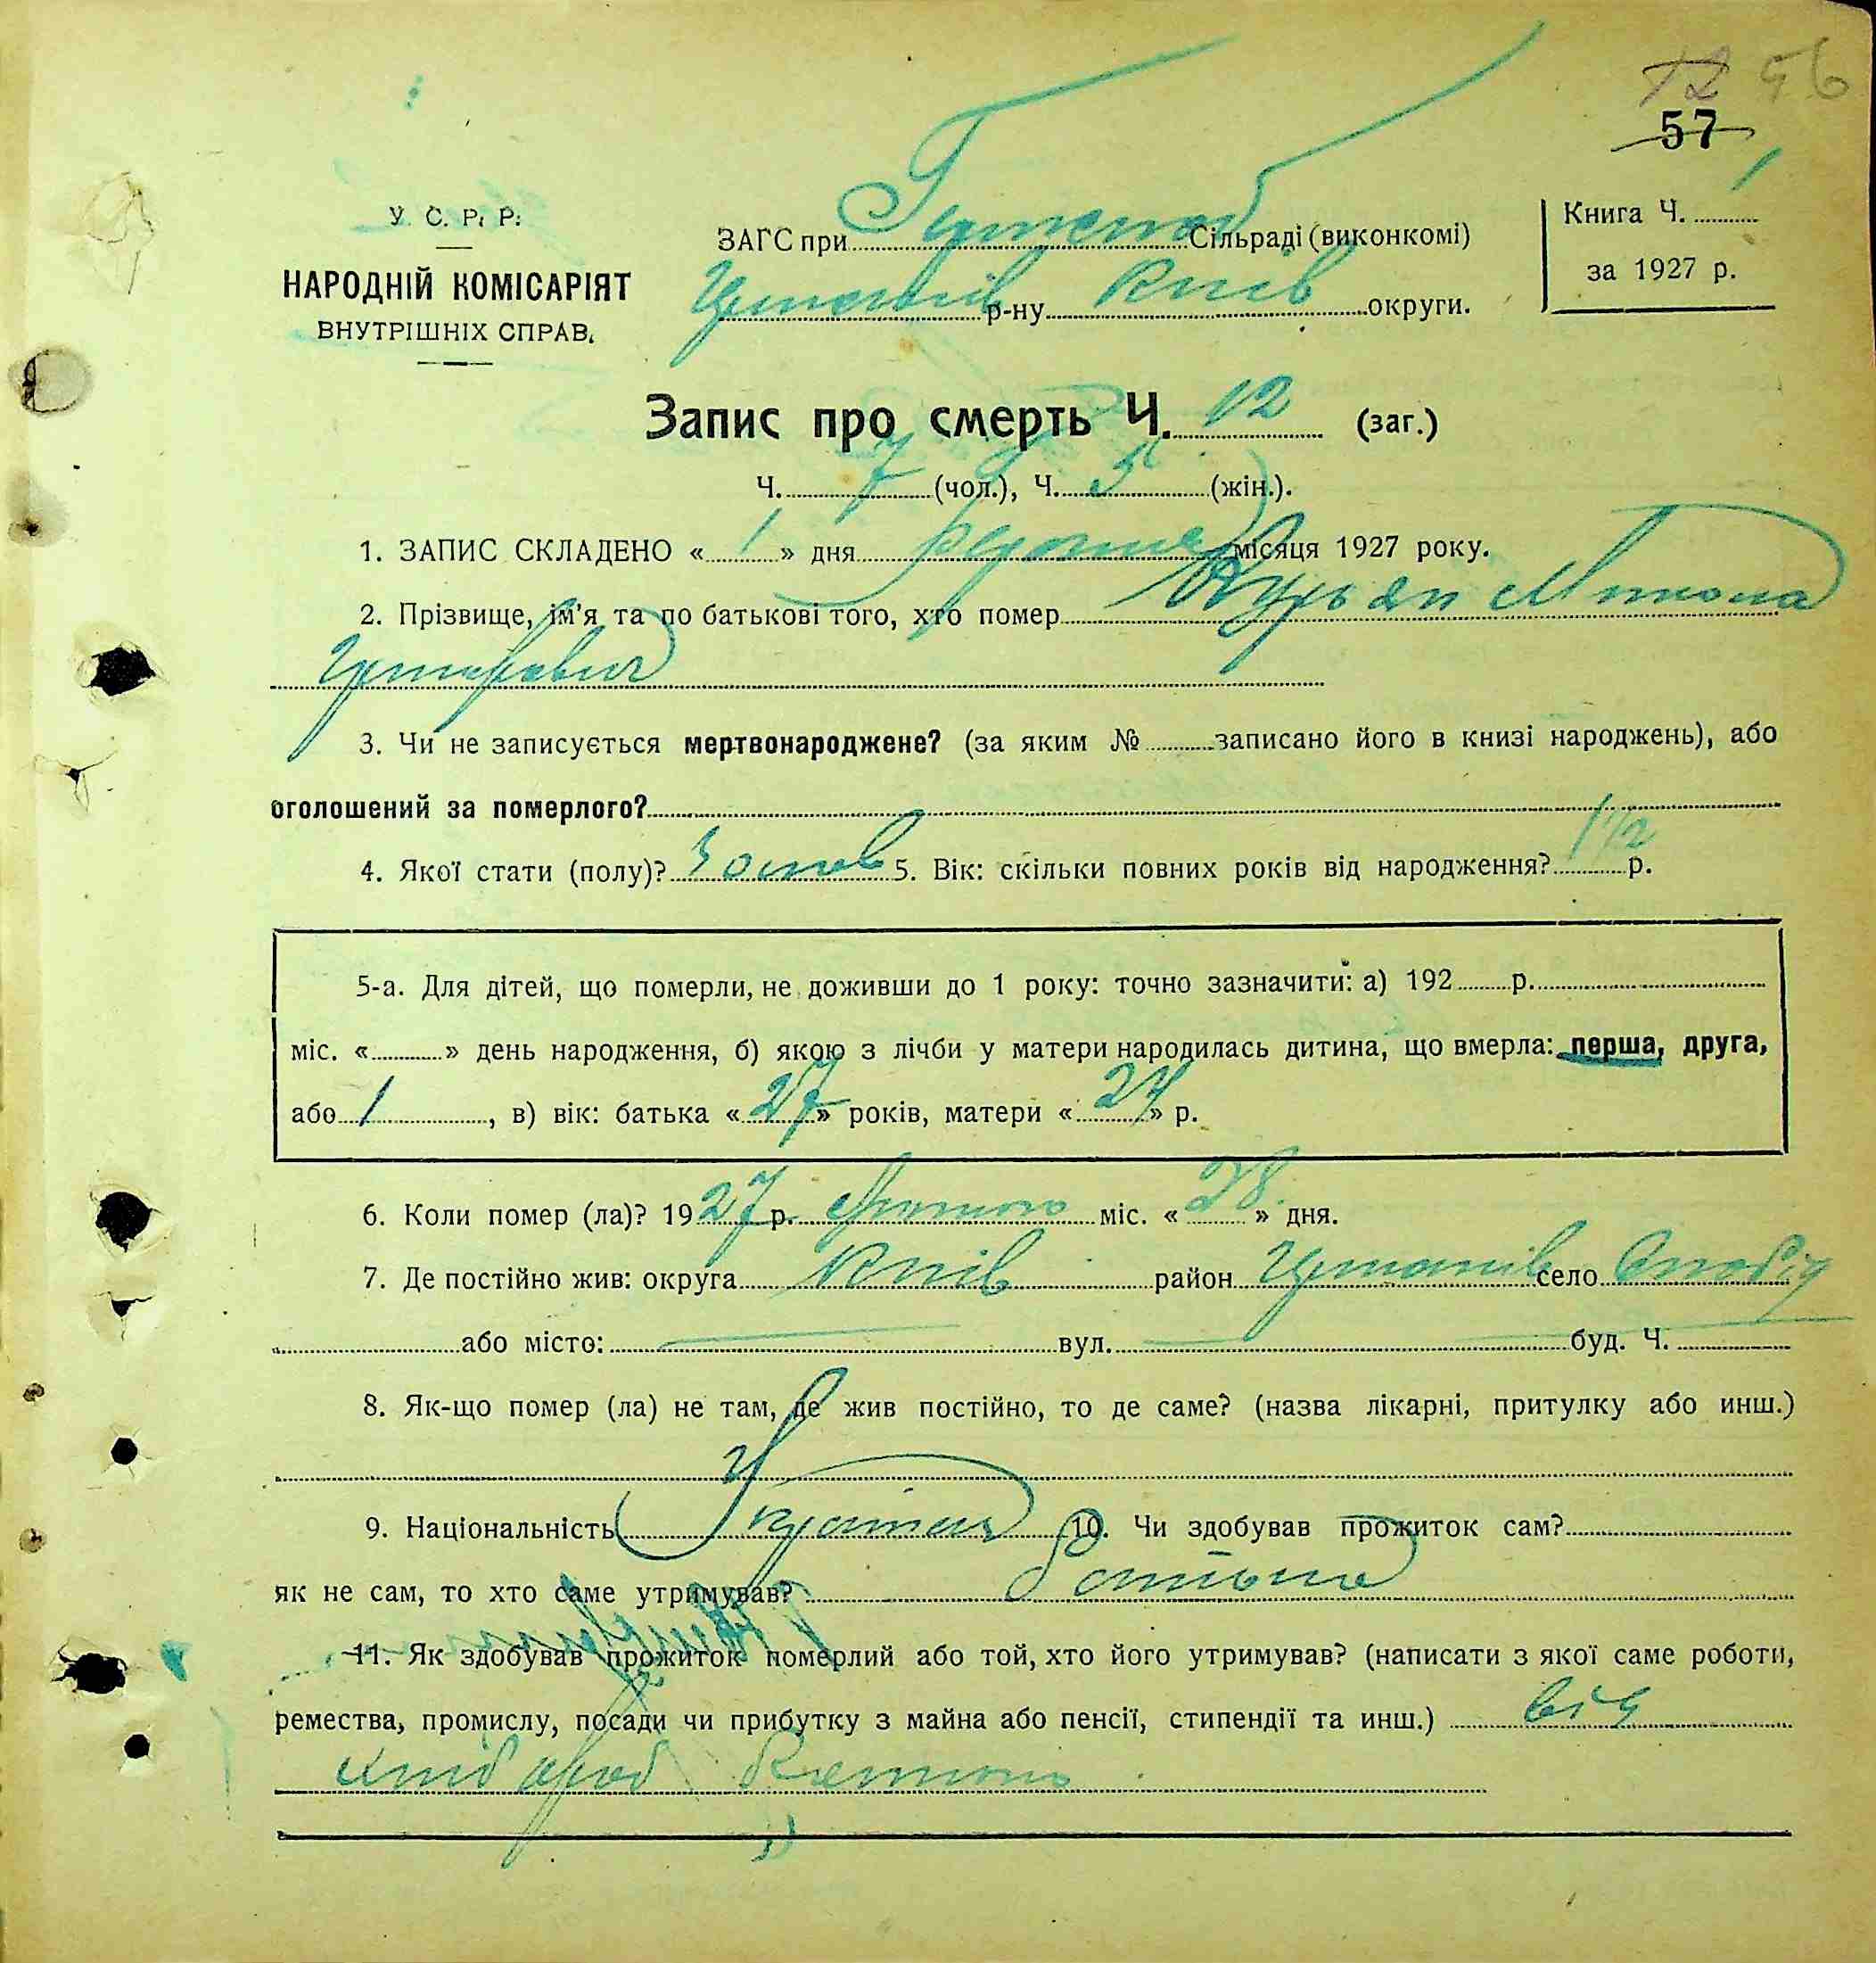 12 56
57
У. С. Р. Р.
НАРОДНІЙ КОМІСАРІЯТ
ВНУТРІШНІХ СПРАВ.
ЗАГС при Сільраді (виконкомі)
р-ну Київ округи.
Книга Ч. 1
за 1927 р.
Запис про смерть Ч. 12 (заг.)
Ч. 7 (чол.), Ч. 5 (жін.).
1. ЗАПИС СКЛАДЕНО « 1 » дня місяця 1927 року.
2. Прізвище, ім'я та по батькові того, хто помер Микола
3. Чи не записується мертвонароджене? (за яким № записано його в книзі народжень), або
оголошений за померлого?
4. Якої стати (полу)? 5. Вік: скільки повних років від народження? 1 1/2 р.
5-а. Для дітей, що померли, не доживши до 1 року: точно зазначити: а) 192 р.
міс. « » день народження, б) якою з лічби у матери народилась дитина, що вмерла: перша, друга,
або 1 , в) вік: батька « 27 » років, матери « 24 » р.
6. Коли помер (ла)? 1927 р. Лютого міс. « 28 » дня.
7. Де постійно жив: округа Київ район село
або місто: вул. буд. Ч.
8. Як-що помер (ла) не там, де жив постійно, то де саме? (назва лікарні, притулку або инш.)
9. Національність 10. Чи здобував прожиток сам?
як не сам, то хто саме утримував?
11. Як здобував прожиток померлий або той, хто його утримував? (написати з якої саме роботи,
ремества, промислу, посади чи прибутку з майна або пенсії, стипендії та инш.) від